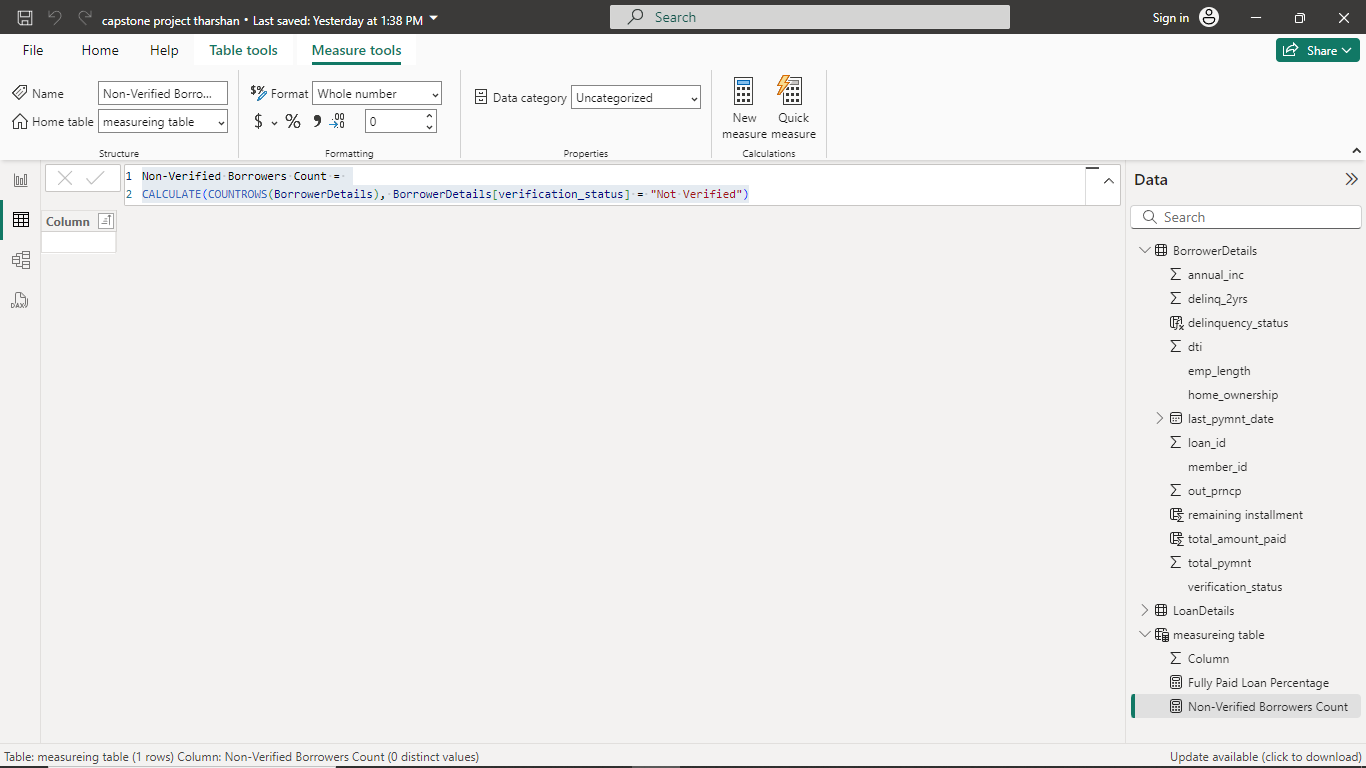 capstone project tharshan • Last saved: Yesterday at 1:38 PM
Search
Sign in
File
Home
Help
Table tools
Measure tools
Share
Name
Non-Verified Borro...
Home table
measureing table
Structure
$% Format
Whole number
$ % 9 .00
0
Formatting
Data category
Uncategorized
Properties
New measure
Quick measure
Calculations
1 Non-Verified Borrowers Count =
2 CALCULATE(COUNTROWS(BorrowerDetails), BorrowerDetails[verification_status] = "Not Verified")
Column
DAX
Data
Search
BorrowerDetails
annual_inc
delinq_2yrs
delinquency_status
dti
emp_length
home_ownership
last_pymnt_date
loan_id
member_id
out_prncp
remaining installment
total_amount_paid
total_pymnt
verification_status
LoanDetails
measureing table
Column
Fully Paid Loan Percentage
Non-Verified Borrowers Count
Table: measureing table (1 rows) Column: Non-Verified Borrowers Count (0 distinct values)
Update available (click to download)